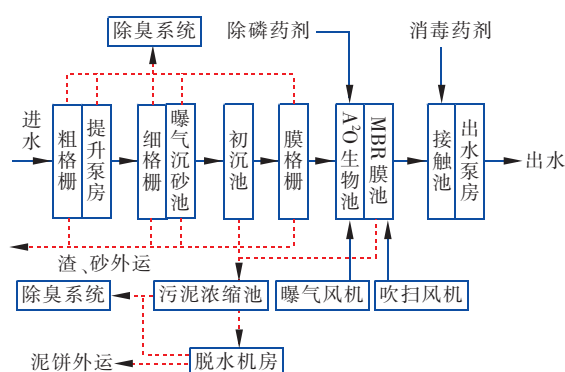 除臭系统
除磷药剂
消毒药剂
进水
粗格栅
提升泵房
细格栅
曝气沉砂池
初沉池
膜格栅
A²O生物池
MBR膜池
接触池
出水泵房
出水
渣、砂外运
除臭系统
污泥浓缩池
曝气风机
吹扫风机
泥饼外运
脱水机房